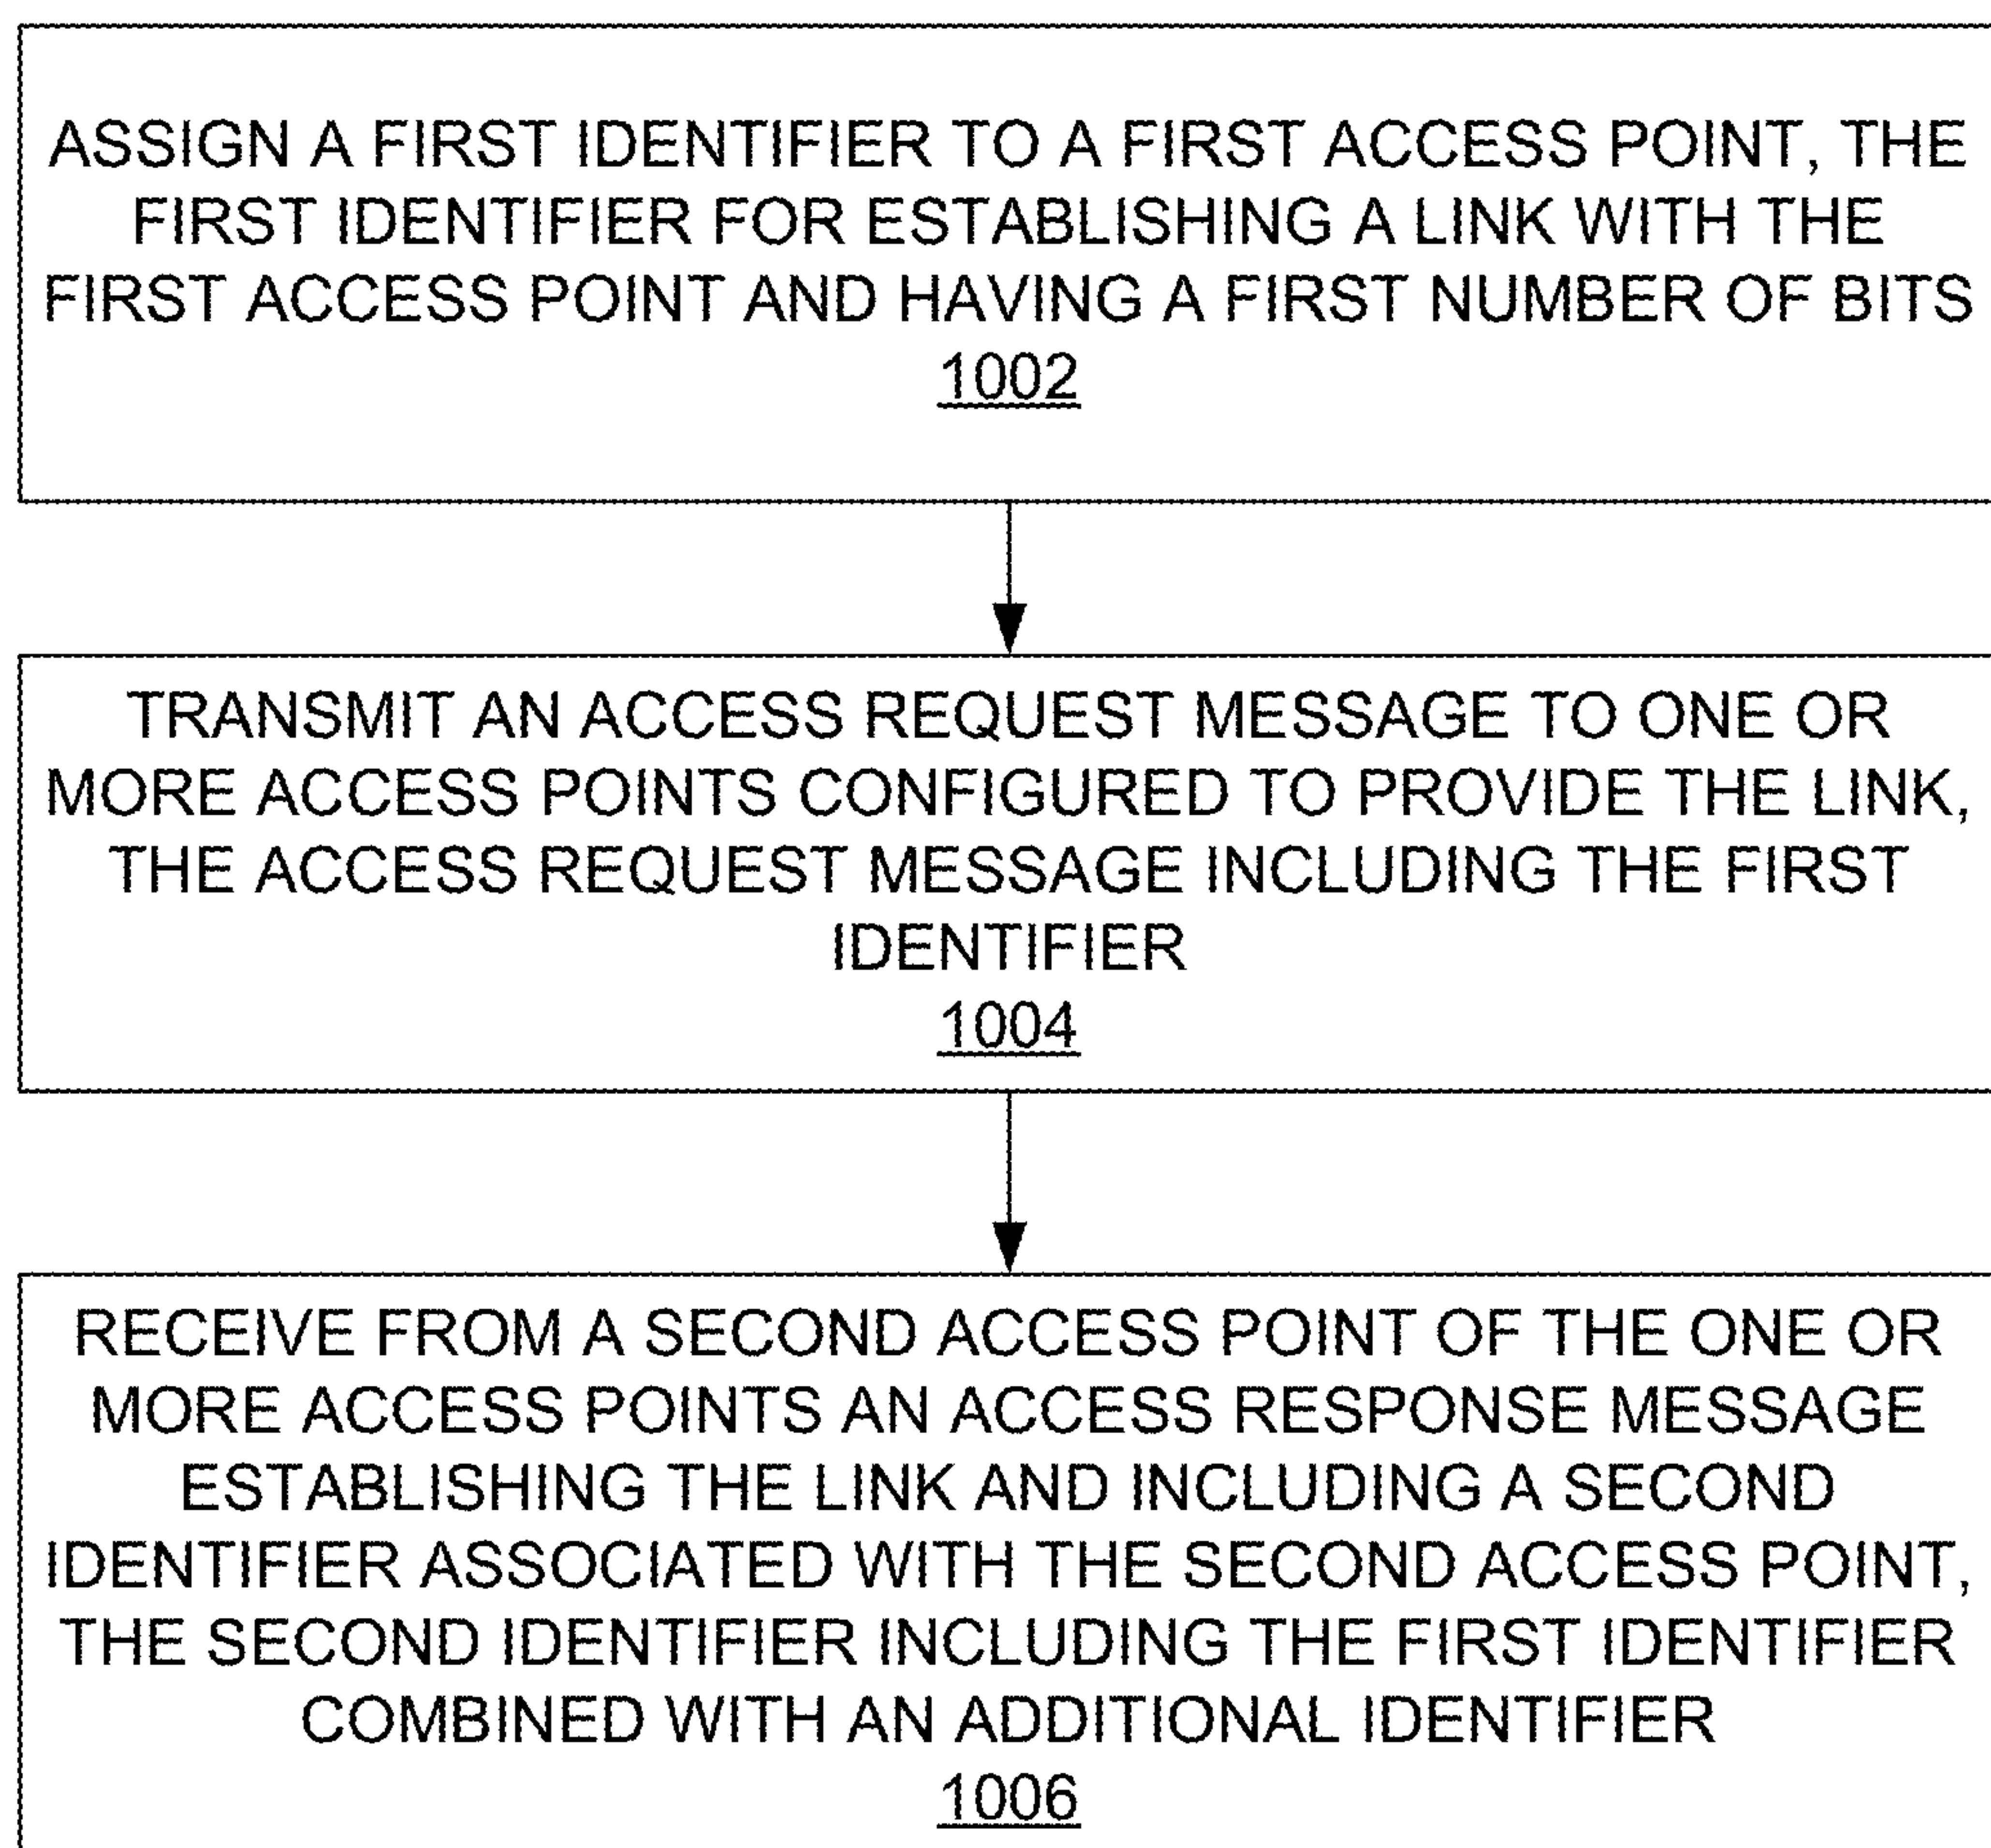 ASSIGN A FIRST IDENTIFIER TO A FIRST ACCESS POINT, THE
FIRST IDENTIFIER FOR ESTABLISHING A LINK WITH THE
FIRST ACCESS POINT AND HAVING A FIRST NUMBER OF BITS
1002
TRANSMIT AN ACCESS REQUEST MESSAGE TO ONE OR
MORE ACCESS POINTS CONFIGURED TO PROVIDE THE LINK,
THE ACCESS REQUEST MESSAGE INCLUDING THE FIRST
IDENTIFIER
1004
RECEIVE FROM A SECOND ACCESS POINT OF THE ONE OR
MORE ACCESS POINTS AN ACCESS RESPONSE MESSAGE
ESTABLISHING THE LINK AND INCLUDING A SECOND
IDENTIFIER ASSOCIATED WITH THE SECOND ACCESS POINT,
THE SECOND IDENTIFIER INCLUDING THE FIRST IDENTIFIER
COMBINED WITH AN ADDITIONAL IDENTIFIER
1006